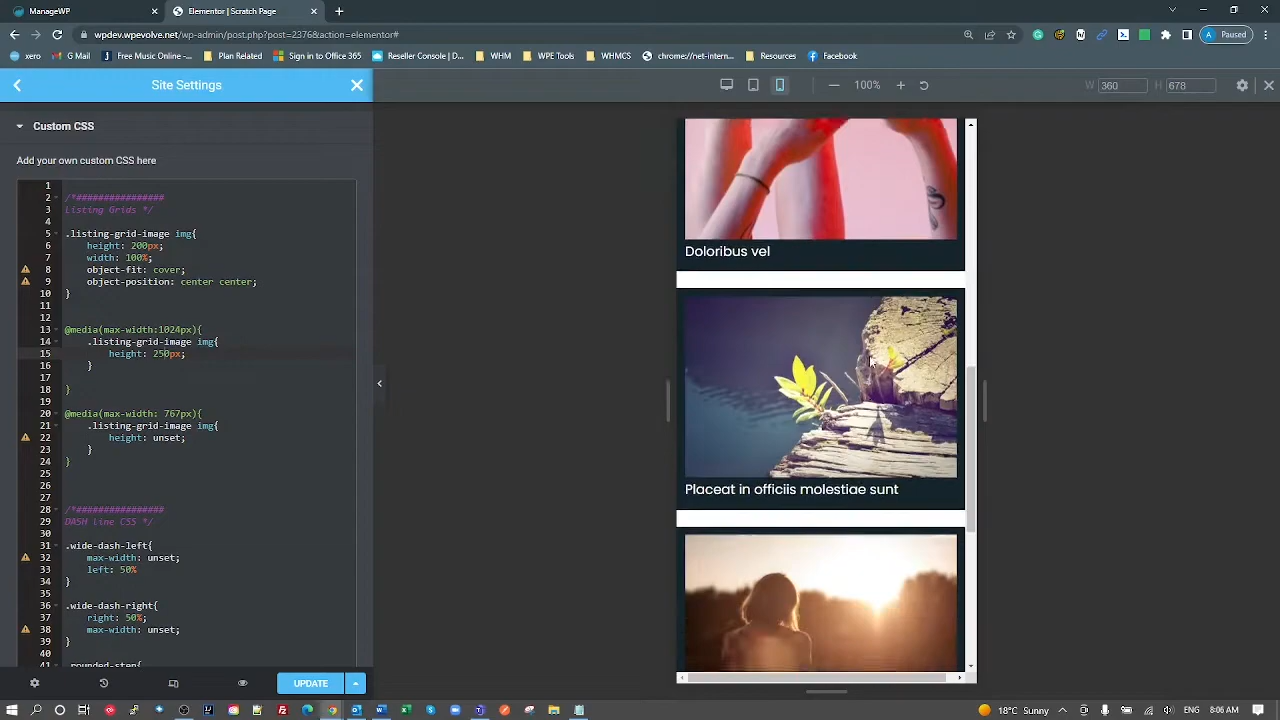 ManageWP
Elementor | Scratch Page
wpdev.wpevolve.net/wp-admin/post.php?post=2376&action=elementor#
Paused
xero
G Mail
Free Music Online -...
Plan Related
Sign in to Office 365
Reseller Console | D...
WHM
WPE Tools
WHMCS
chrome://net-intern...
Resources
Facebook
Site Settings
100%
W 360
H 678
Custom CSS
Add your own custom CSS here
1
2 /*################
3 Listing Grids */
4
5 .listing-grid-image img{
6 height: 200px;
7 width: 100%;
8 object-fit: cover;
9 object-position: center center;
10 }
11
12
13 @media(max-width:1024px){
14 .listing-grid-image img{
15 height: 250px;
16 }
17
18 }
19
20 @media(max-width: 767px){
21 .listing-grid-image img{
22 height: unset;
23 }
24 }
25
26
27
28 /*################
29 DASH line CSS */
30
31 .wide-dash-left{
32 max-width: unset;
33 left: 50%
34 }
35
36 .wide-dash-right{
37 right: 50%;
38 max-width: unset;
39 }
40
Doloribus vel
Placeat in officiis molestiae sunt
UPDATE
18°C Sunny
ENG
8:06 AM